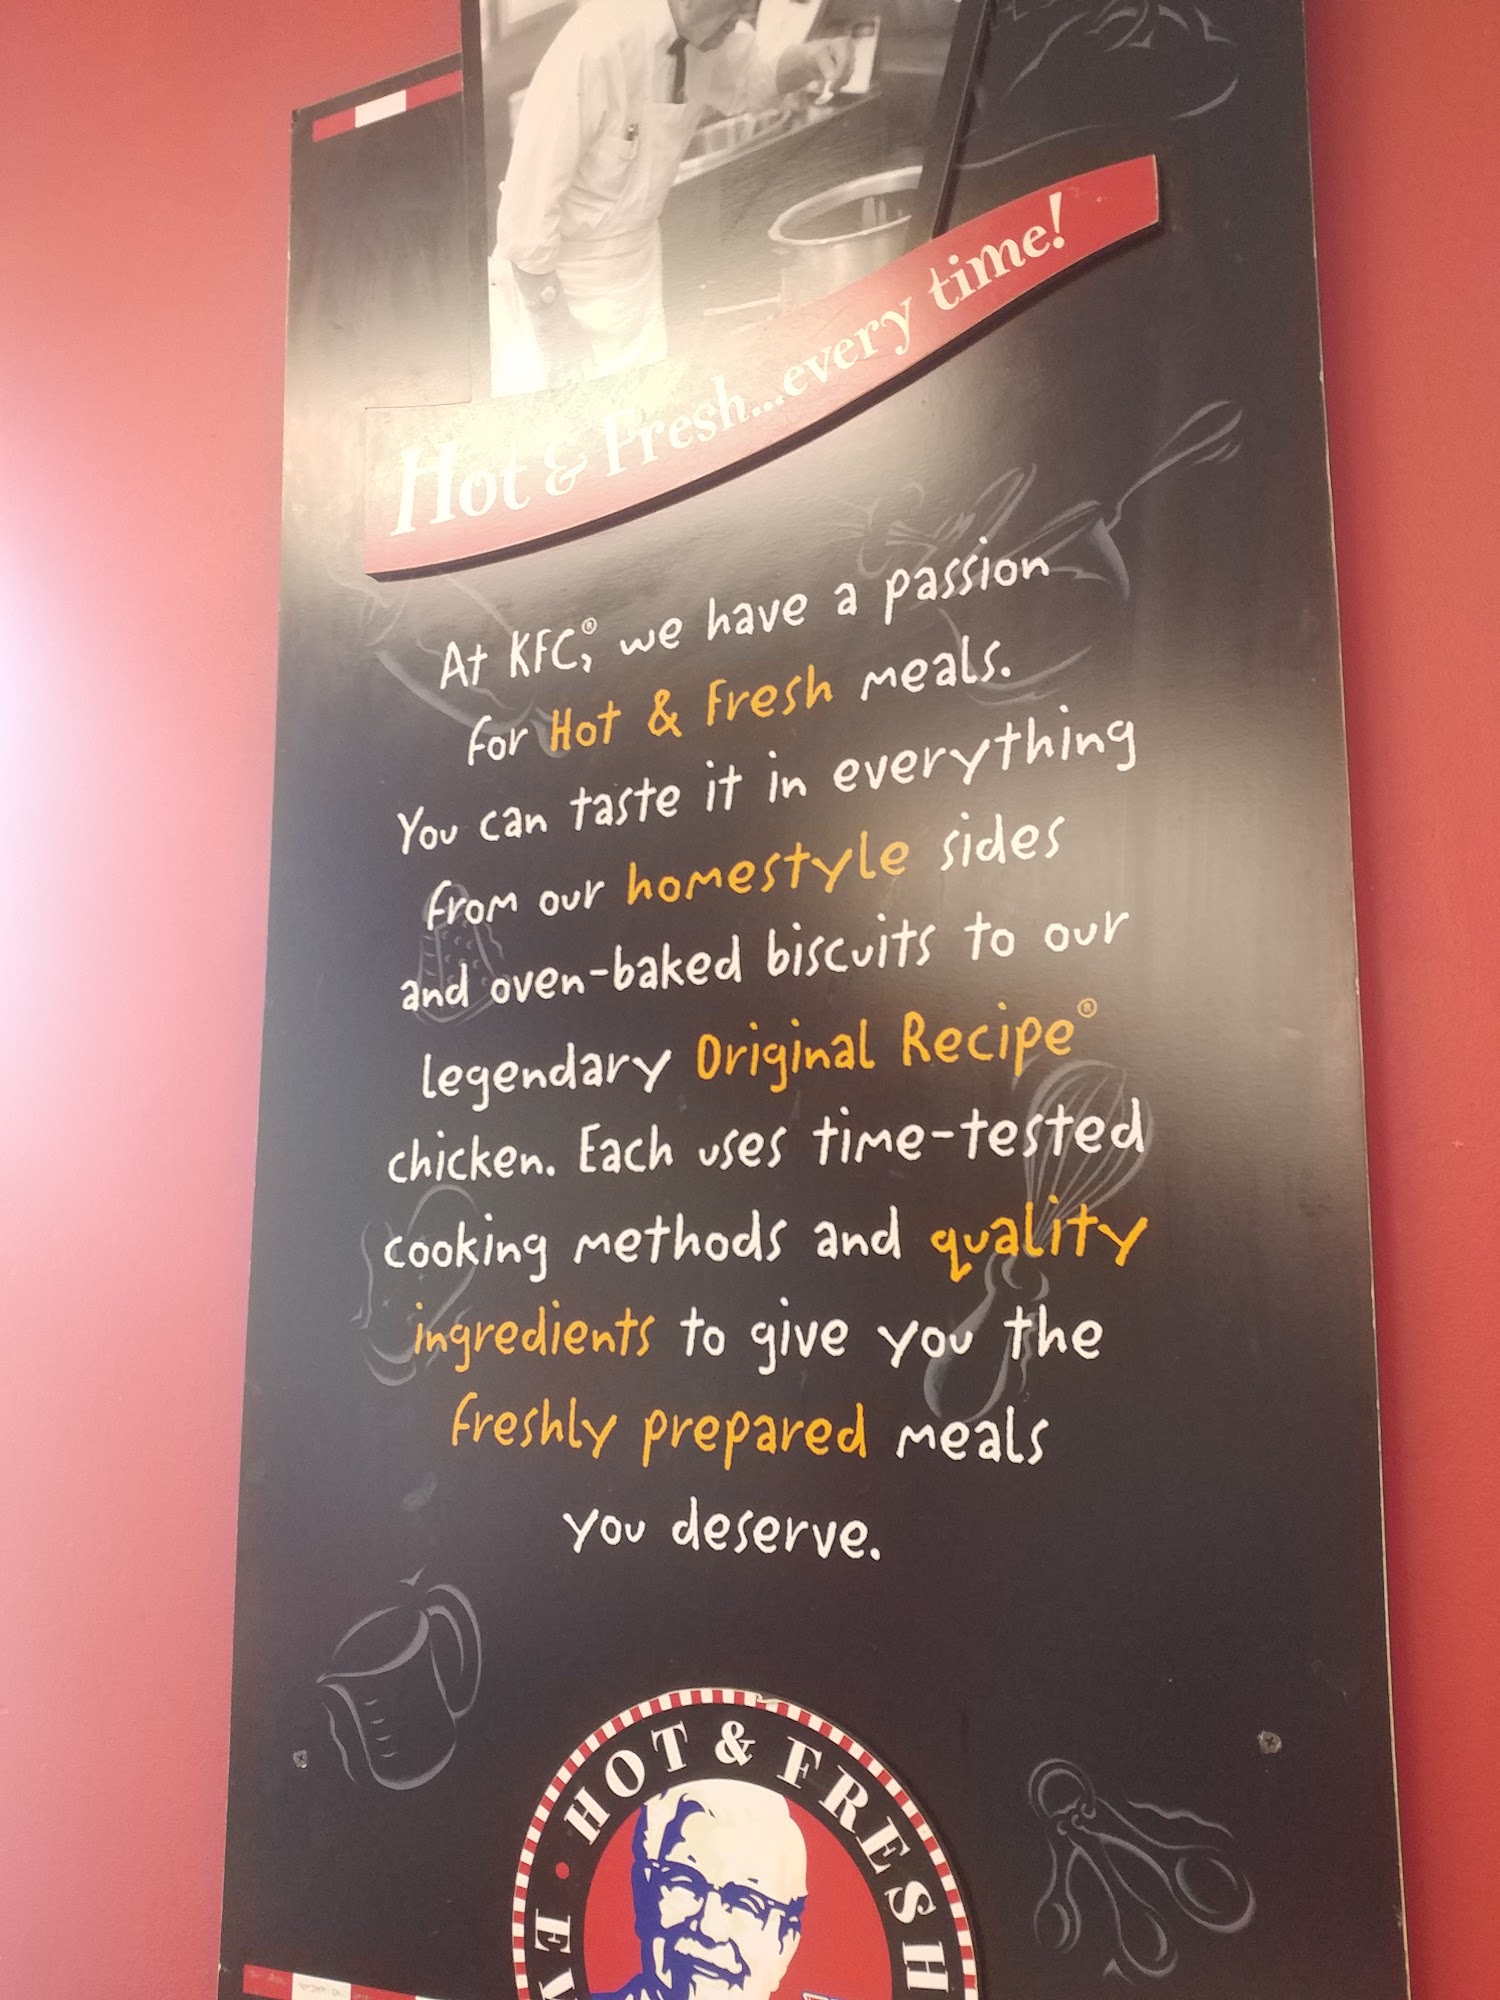 Hot & Fresh...every time!
At KFC®, we have a passion
for Hot & Fresh meals.
You can taste it in everything
from our homestyle sides
and oven-baked biscuits to our
legendary Original Recipe®
chicken. Each uses time-tested
cooking methods and quality
ingredients to give you the
freshly prepared meals
you deserve.
HOT & FRESH